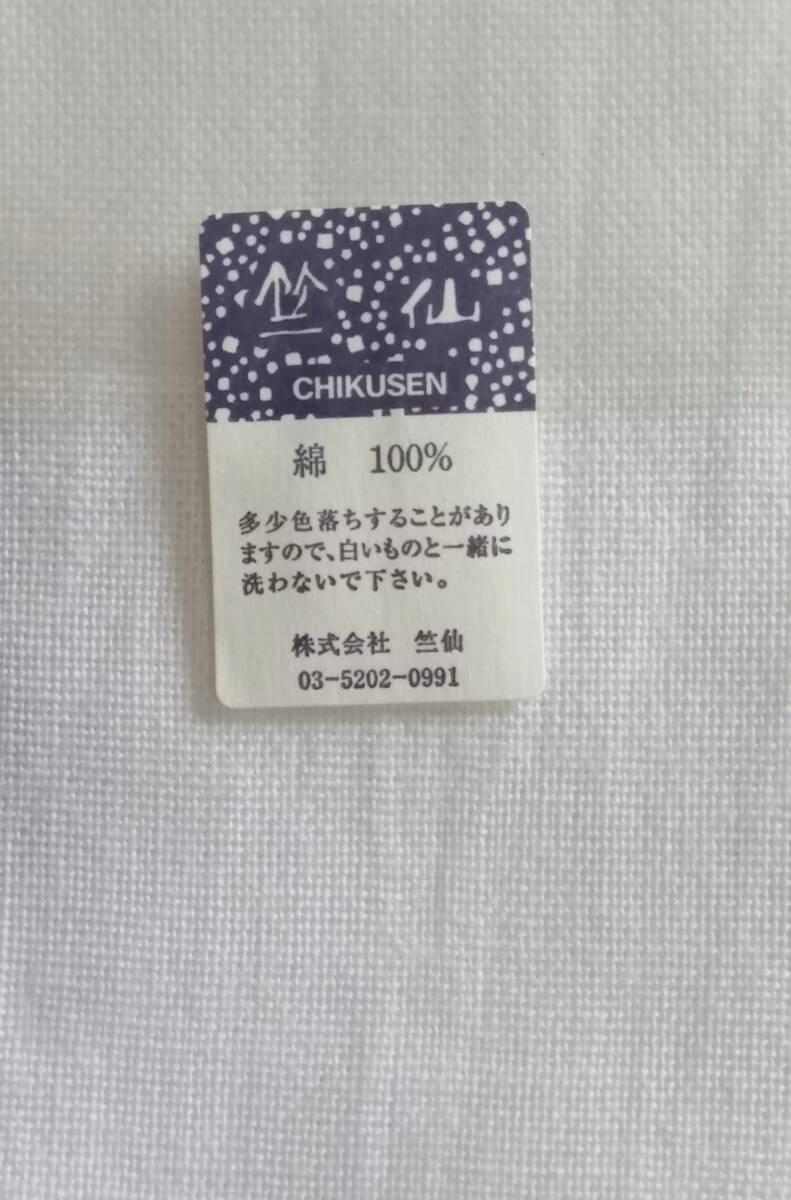 竺仙
CHIKUSEN
綿 100%
多少色落ちすることがあり
ますので、白いものと一緒に
洗わないで下さい。
株式会社 竺仙
03-5202-0991